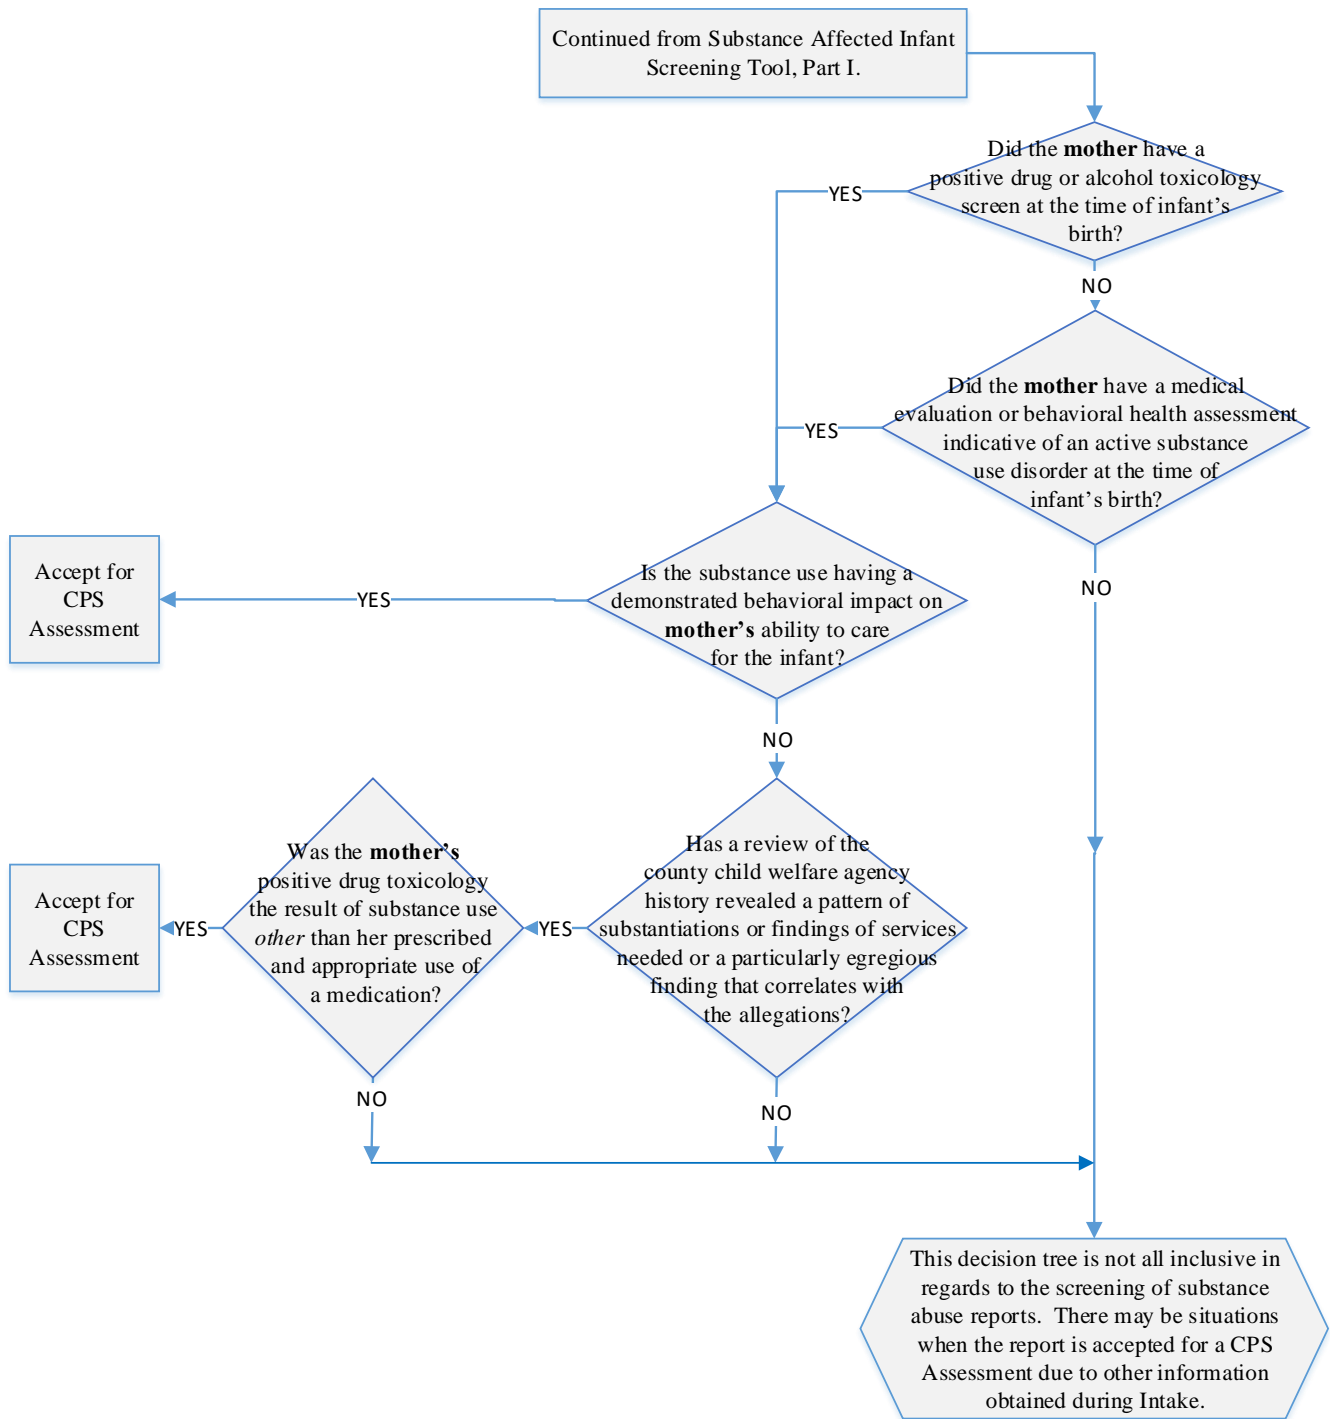 Continued from Substance Affected Infant
Screening Tool, Part I.
Did the mother have a
positive drug or alcohol toxicology
screen at the time of infant’s
birth?
YES
NO
Did the mother have a medical
evaluation or behavioral health assessment
indicative of an active substance
use disorder at the time of
infant’s birth?
YES
NO
Is the substance use having a
demonstrated behavioral impact on
mother’s ability to care
for the infant?
YES
Accept for
CPS
Assessment
NO
Has a review of the
county child welfare agency
history revealed a pattern of
substantiations or findings of services
needed or a particularly egregious
finding that correlates with
the allegations?
YES
Was the mother’s
positive drug toxicology
the result of substance use
other than her prescribed
and appropriate use of
a medication?
YES
Accept for
CPS
Assessment
NO
NO
This decision tree is not all inclusive in
regards to the screening of substance
abuse reports.  There may be situations
when the report is accepted for a CPS
Assessment due to other information
obtained during Intake.